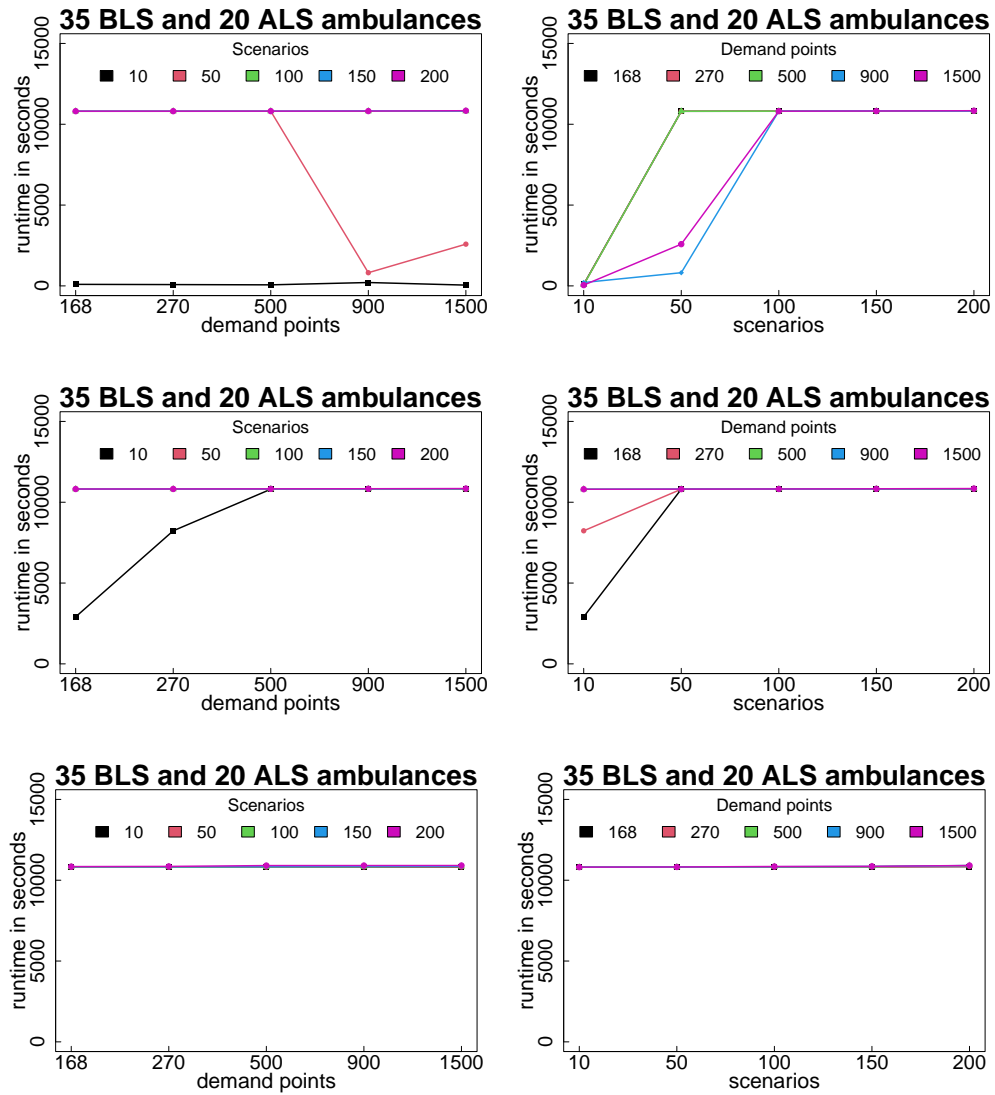 35 BLS and 20 ALS ambulances
Scenarios
10 50 100 150 200
runtime in seconds
0 5000 10000 15000
168 270 500 900 1500
demand points
35 BLS and 20 ALS ambulances
Demand points
168 270 500 900 1500
runtime in seconds
0 5000 10000 15000
10 50 100 150 200
scenarios
35 BLS and 20 ALS ambulances
Scenarios
10 50 100 150 200
runtime in seconds
0 5000 10000 15000
168 270 500 900 1500
demand points
35 BLS and 20 ALS ambulances
Demand points
168 270 500 900 1500
runtime in seconds
0 5000 10000 15000
10 50 100 150 200
scenarios
35 BLS and 20 ALS ambulances
Scenarios
10 50 100 150 200
runtime in seconds
0 5000 10000 15000
168 270 500 900 1500
demand points
35 BLS and 20 ALS ambulances
Demand points
168 270 500 900 1500
runtime in seconds
0 5000 10000 15000
10 50 100 150 200
scenarios